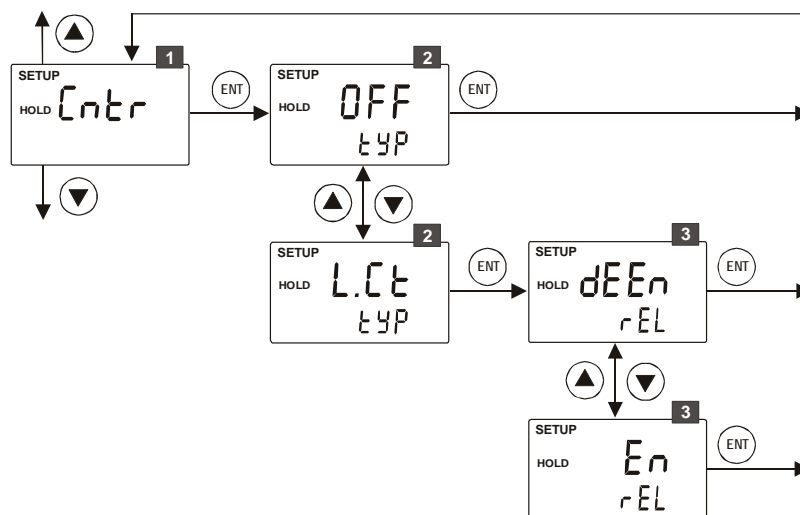 1
SETUP
HOLD Cntr
ENT
2
SETUP
HOLD OFF
tYP
ENT
2
SETUP
HOLD L.Ct
tYP
ENT
3
SETUP
HOLD dEEn
rEL
ENT
3
SETUP
HOLD En
rEL
ENT